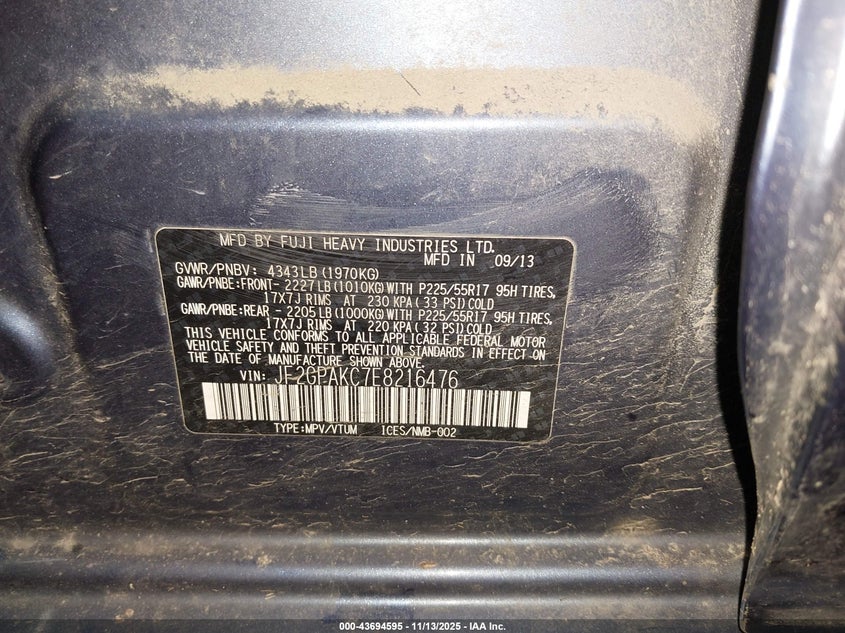 MFD BY FUJI HEAVY INDUSTRIES LTD.
MFD IN 09/13
GVWR/PNBV: 4343LB (1970KG)
GAWR/PNBE:FRONT- 2227LB(1010KG)WITH P225/55R17 95H TIRES,
17X7J RIMS AT 230 KPA(33 PSI)COLD
GAWR/PNBE:REAR - 2205LB(1000KG)WITH P225/55R17 95H TIRES,
17X7J RIMS AT 220 KPA(32 PSI)COLD
THIS VEHICLE CONFORMS TO ALL APPLICABLE FEDERAL MOTOR
VEHICLE SAFETY AND THEFT PREVENTION STANDARDS IN EFFECT ON
THE DATE OF MANUFACTURE SHOWN ABOVE.
VIN: JF2GPAKC7E8216476
TYPE:MPV/VTUM ICES/NMB-002
000-43694595 - 11/13/2025 - IAA Inc.